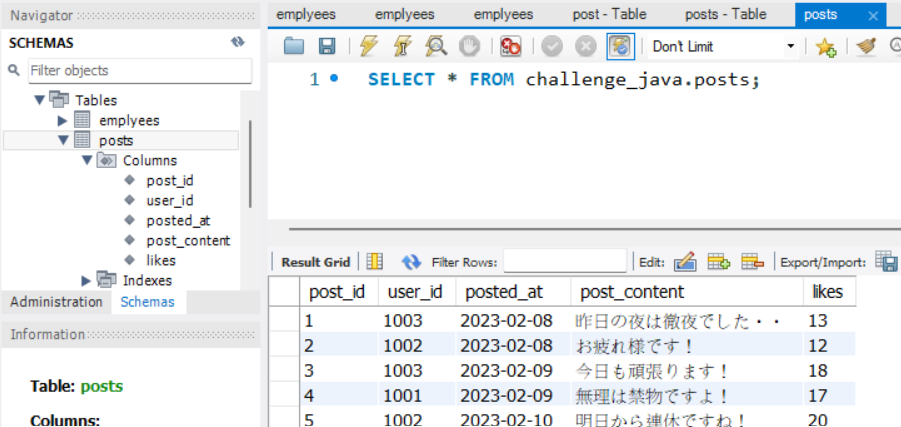 Navigator
SCHEMAS
Filter objects
Tables
emplyees
posts
Columns
post_id
user_id
posted_at
post_content
likes
Indexes
Administration Schemas
Information
Table: posts
Columns:
emplyees emplyees emplyees post - Table posts - Table posts
Don't Limit
1 SELECT * FROM challenge_java.posts;
Result Grid Filter Rows: Edit: Export/Import:
post_id user_id posted_at post_content likes
1 1003 2023-02-08 昨日の夜は徹夜でした・・ 13
2 1002 2023-02-08 お疲れ様です！ 12
3 1003 2023-02-09 今日も頑張ります！ 18
4 1001 2023-02-09 無理は禁物ですよ！ 17
5 1002 2023-02-10 明日から連休ですね！ 20